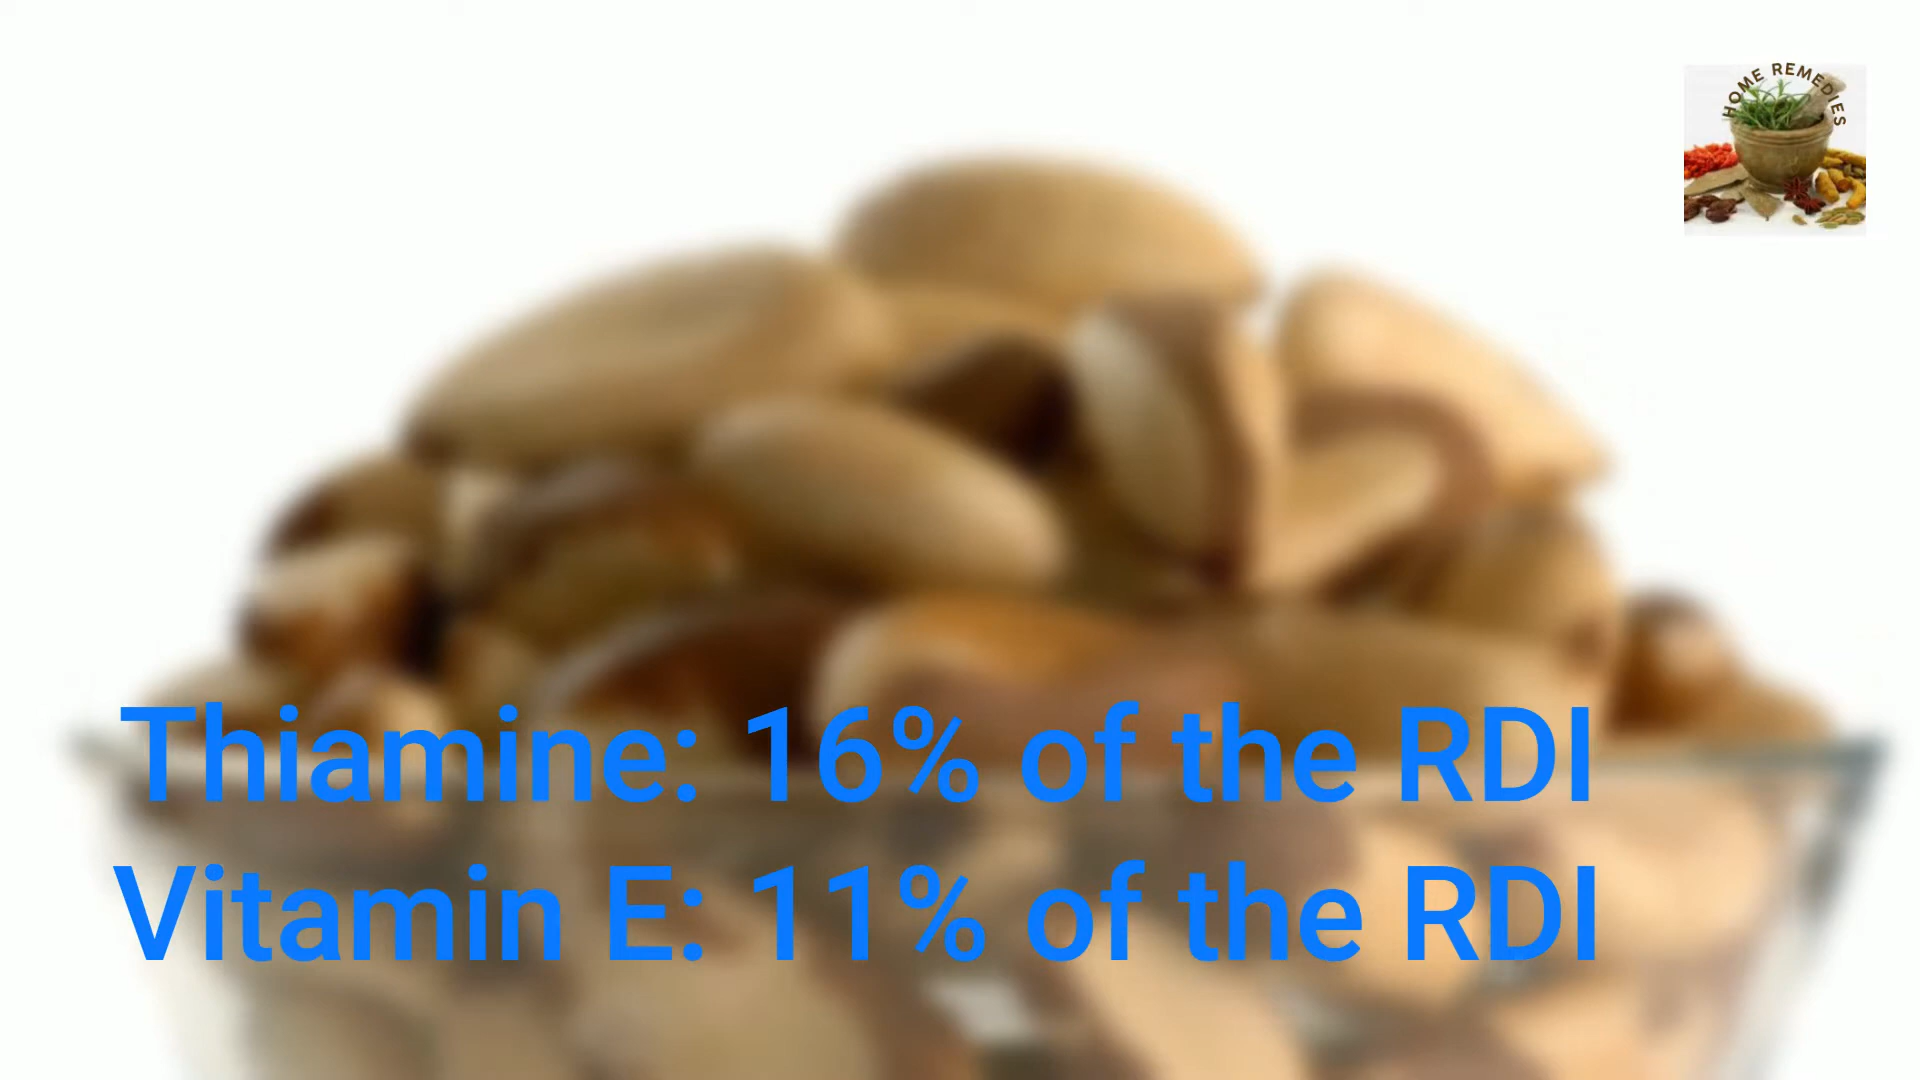 HOME REMEDIES
Thiamine: 16% of the RDI
Vitamin E: 11% of the RDI